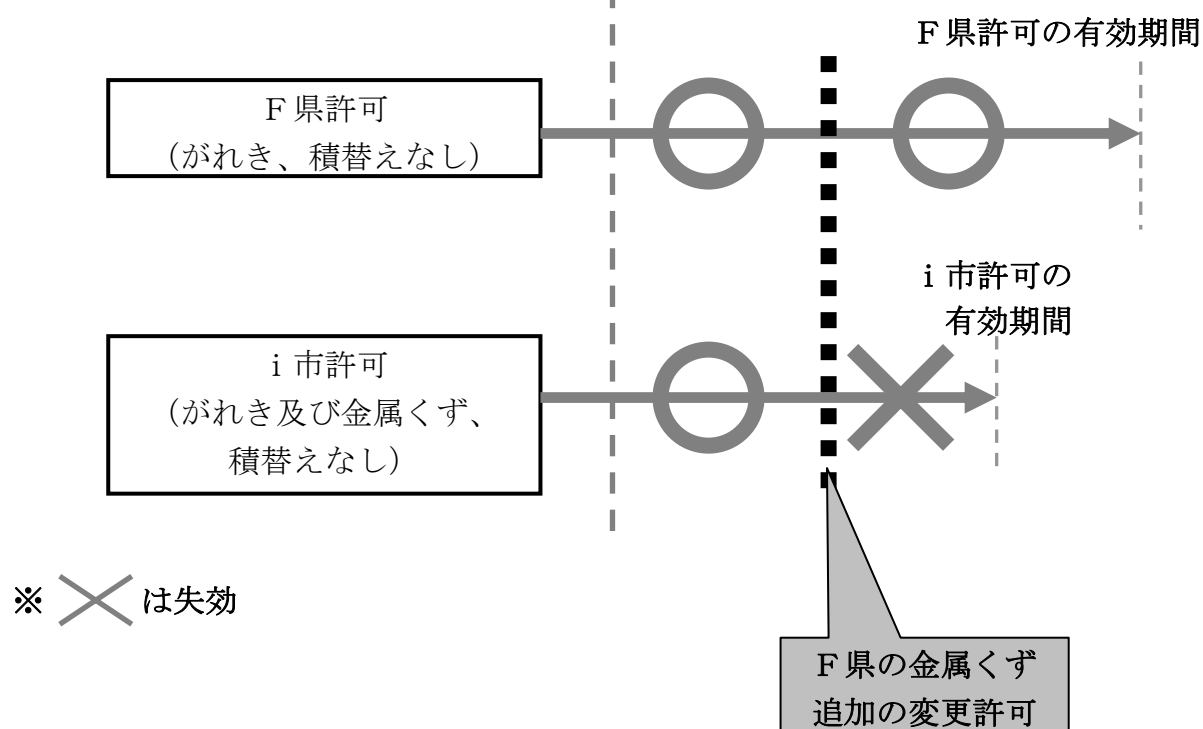 Ｆ県許可の有効期間
Ｆ県許可
（がれき、積替えなし）
ｉ市許可の
有効期間
ｉ市許可
（がれき及び金属くず、
積替えなし）
※ は失効
Ｆ県の金属くず
追加の変更許可